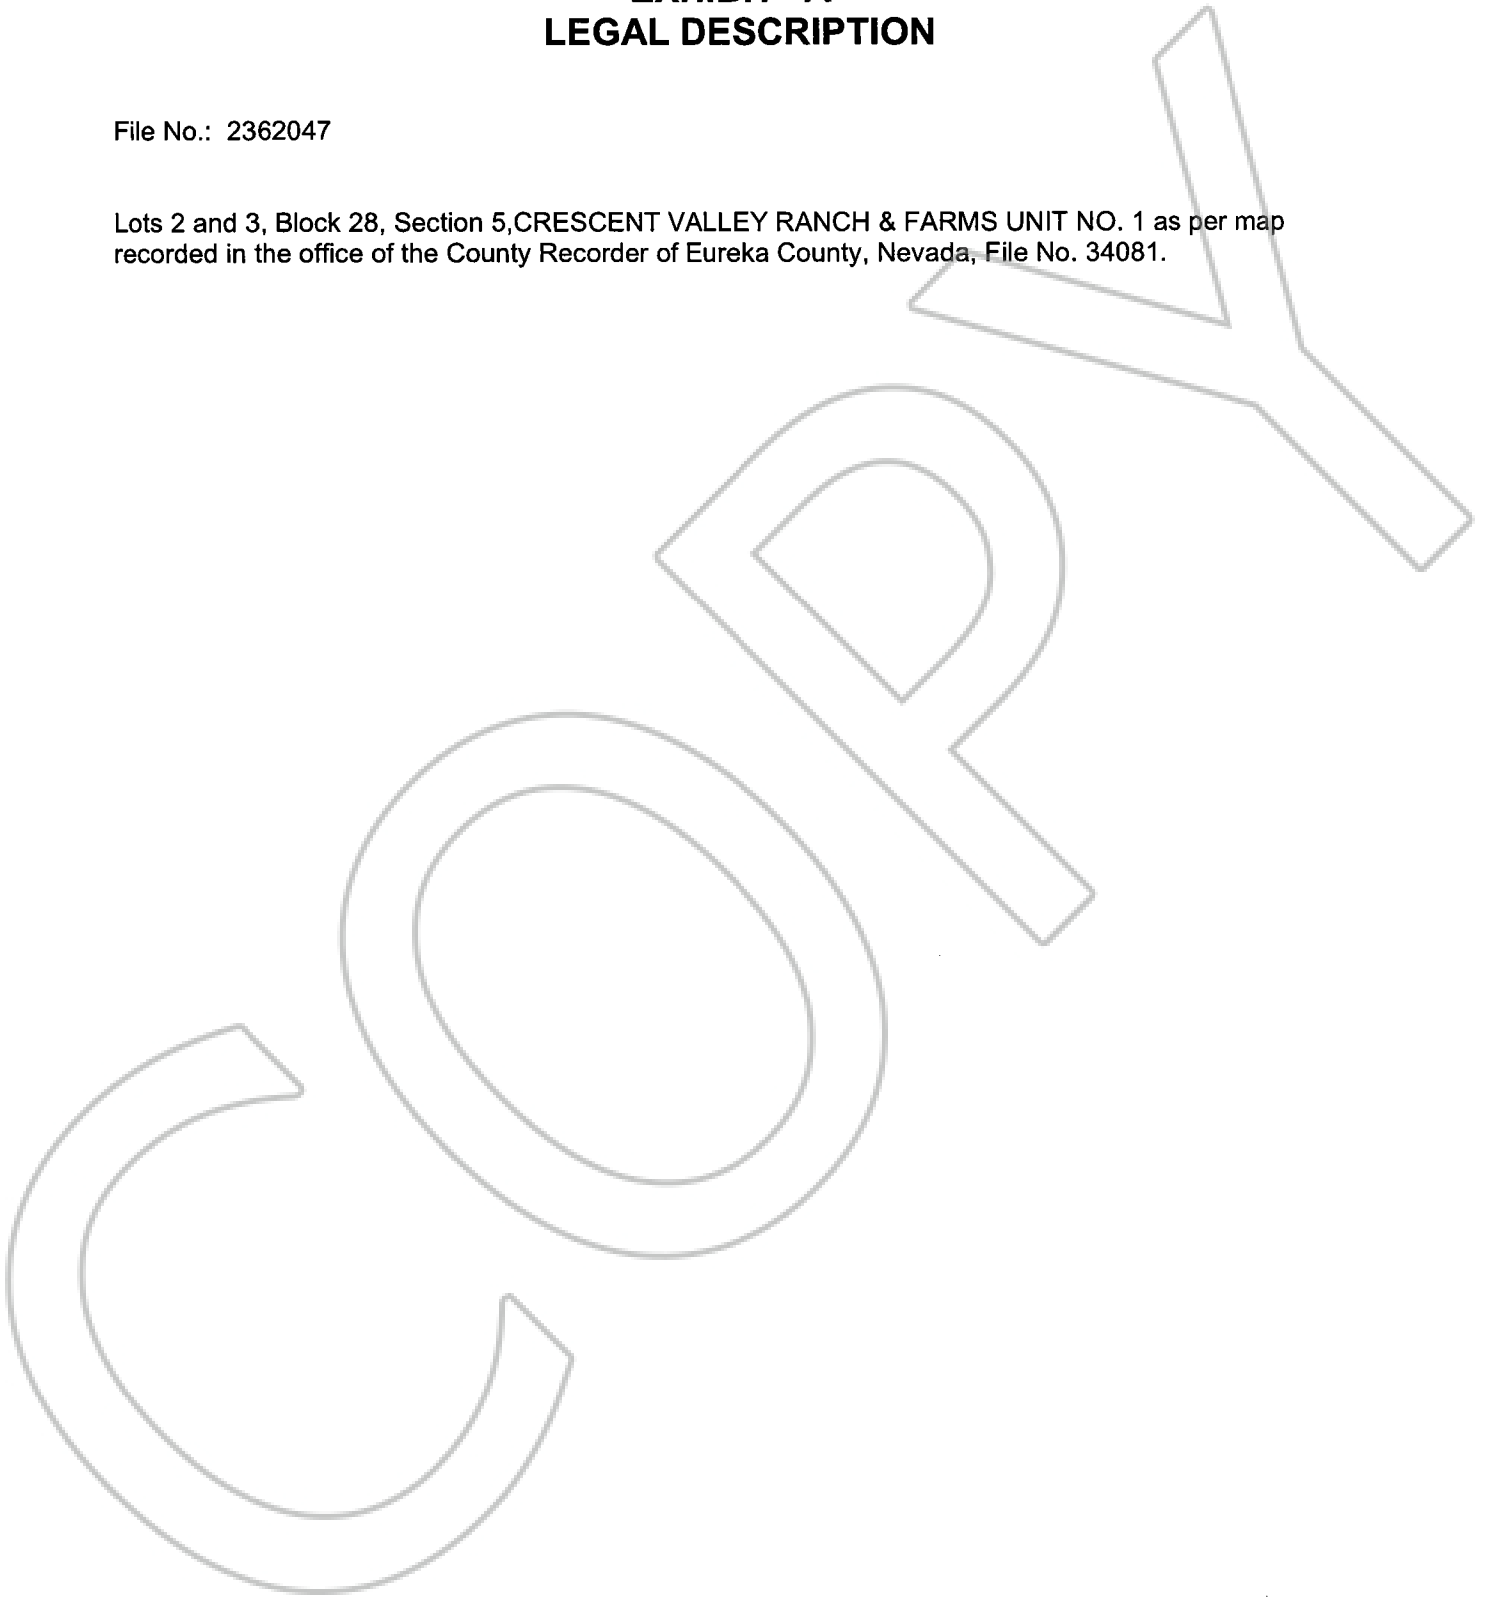 EXHIBIT "A"
LEGAL DESCRIPTION
File No.: 2362047
Lots 2 and 3, Block 28, Section 5,CRESCENT VALLEY RANCH & FARMS UNIT NO. 1 as per map
recorded in the office of the County Recorder of Eureka County, Nevada, File No. 34081.
COPY